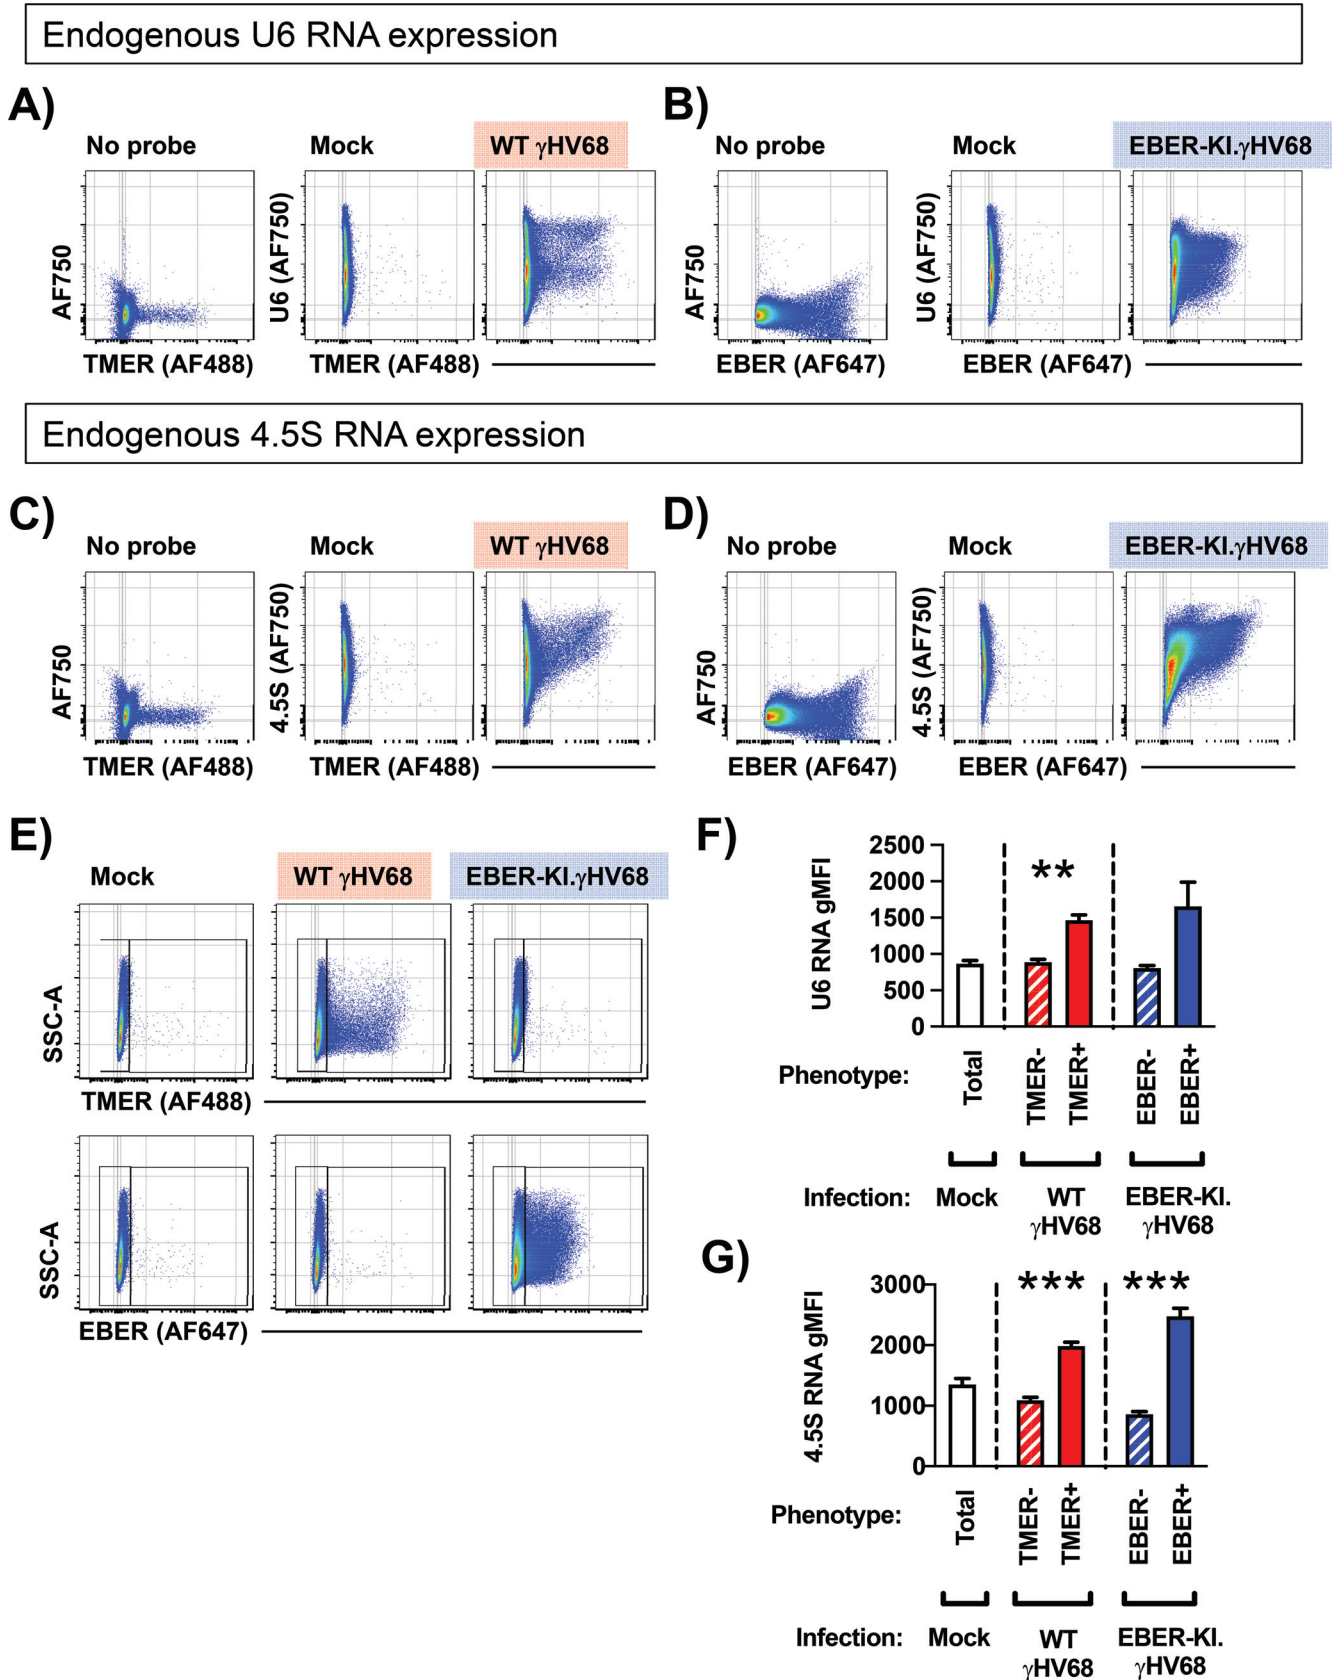 Endogenous U6 RNA expression
A)
B)
No probe
Mock
WT γHV68
No probe
Mock
EBER-KI.γHV68
AF750
U6 (AF750)
AF750
U6 (AF750)
TMER (AF488)
TMER (AF488)
EBER (AF647)
EBER (AF647)
Endogenous 4.5S RNA expression
C)
D)
No probe
Mock
WT γHV68
No probe
Mock
EBER-KI.γHV68
AF750
4.5S (AF750)
AF750
4.5S (AF750)
TMER (AF488)
TMER (AF488)
EBER (AF647)
EBER (AF647)
E)
Mock
WT γHV68
EBER-KI.γHV68
SSC-A
TMER (AF488)
SSC-A
EBER (AF647)
F)
U6 RNA gMFI
2500
2000
1500
1000
500
0
**
Phenotype:
Total
TMER-
TMER+
EBER-
EBER+
Infection:
Mock
WT
γHV68
EBER-KI.
γHV68
G)
4.5S RNA gMFI
3000
2000
1000
0
***
***
Phenotype:
Total
TMER-
TMER+
EBER-
EBER+
Infection:
Mock
WT
γHV68
EBER-KI.
γHV68